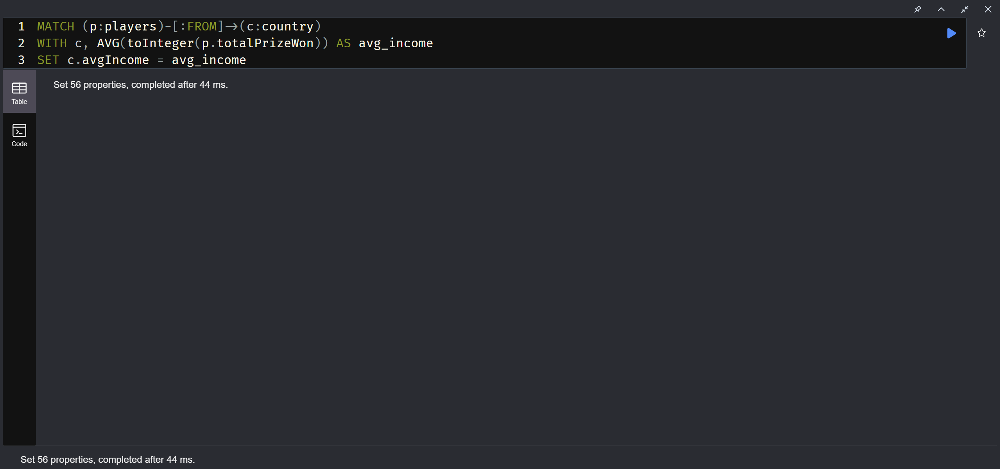 1 MATCH (p:players)-[:FROM]→(c:country)
2 WITH c, AVG(toInteger(p.totalPrizeWon)) AS avg_income
3 SET c.avgIncome = avg_income
Set 56 properties, completed after 44 ms.
Table
Code
Set 56 properties, completed after 44 ms.